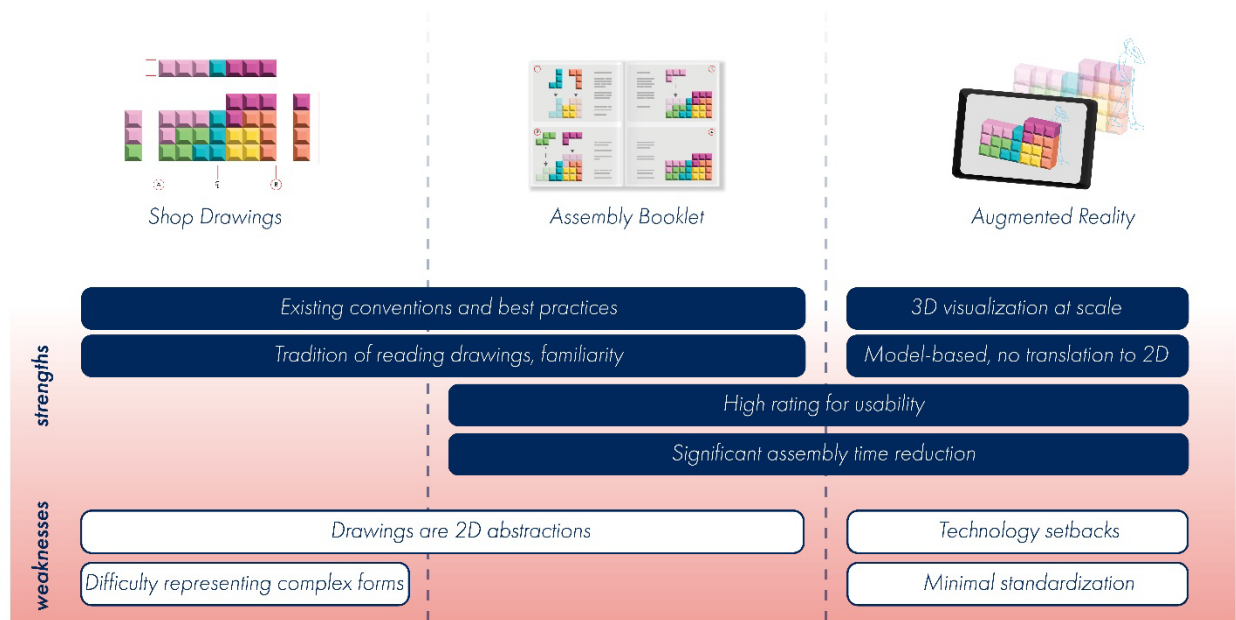 Shop Drawings
Assembly Booklet
Augmented Reality
strengths
Existing conventions and best practices
3D visualization at scale
Tradition of reading drawings, familiarity
Model-based, no translation to 2D
High rating for usability
Significant assembly time reduction
weaknesses
Drawings are 2D abstractions
Technology setbacks
Difficulty representing complex forms
Minimal standardization